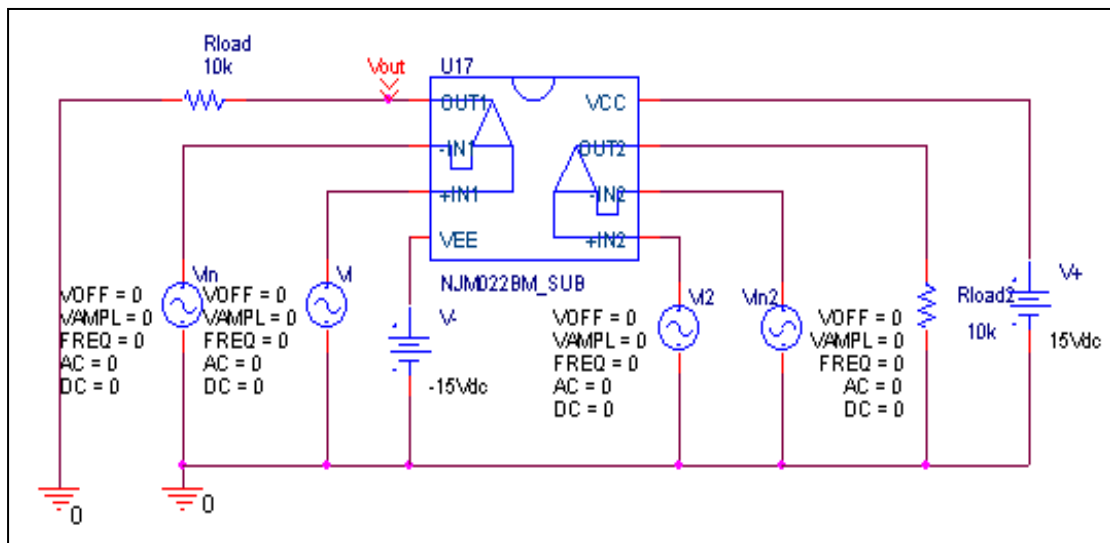 Rload
10k
Vout
U17
OUT1
VCC
-IN1
OUT2
+IN1
-IN2
VEE
+IN2
NJM022BM_SUB
Vin
VOFF = 0
VAMPL = 0
FREQ = 0
AC = 0
DC = 0
Vi
VOFF = 0
VAMPL = 0
FREQ = 0
AC = 0
DC = 0
V-
-15Vdc
Vi2
VOFF = 0
VAMPL = 0
FREQ = 0
AC = 0
DC = 0
Vin2
VOFF = 0
VAMPL = 0
FREQ = 0
AC = 0
DC = 0
Rload2
10k
V+
15Vdc
0
0